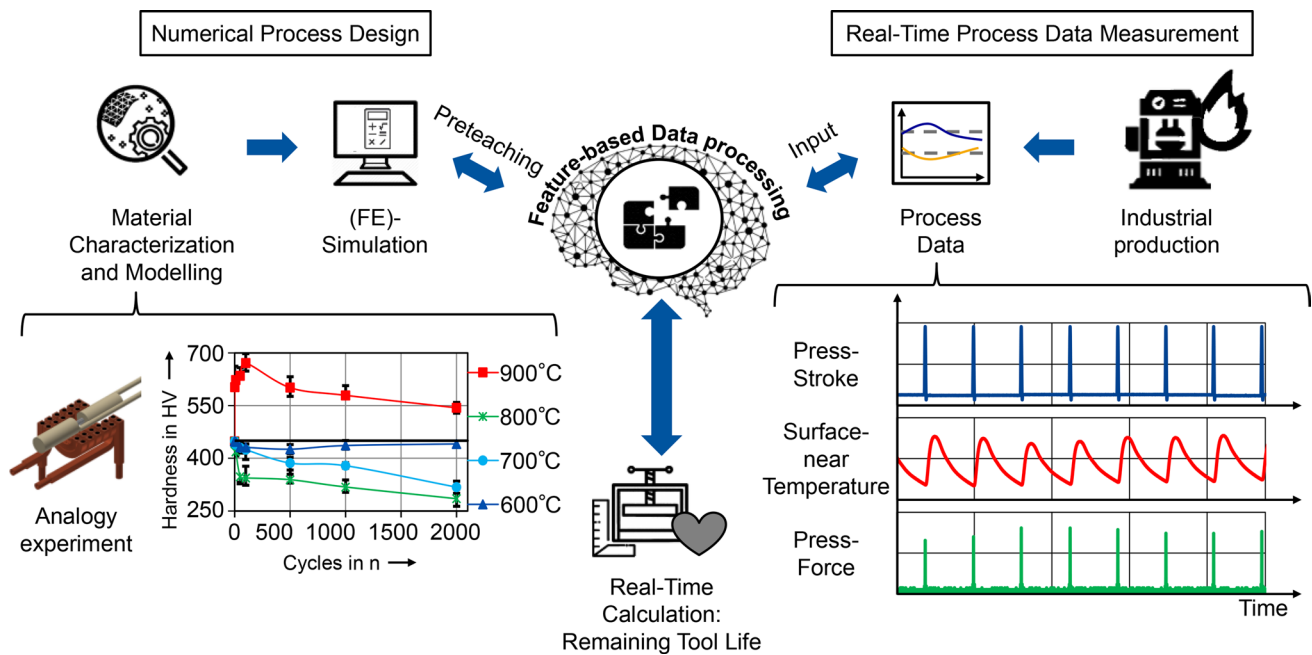 Numerical Process Design
Real-Time Process Data Measurement
Material
Characterization
and Modelling
(FE)-
Simulation
Preteaching
Feature-based Data processing
Input
Process
Data
Industrial
production
Analogy
experiment
Hardness in HV
700
550
400
250
0
500
1000
1500
2000
Cycles in n
900°C
800°C
700°C
600°C
Real-Time
Calculation:
Remaining Tool Life
Press-
Stroke
Surface-
near
Temperature
Press-
Force
Time